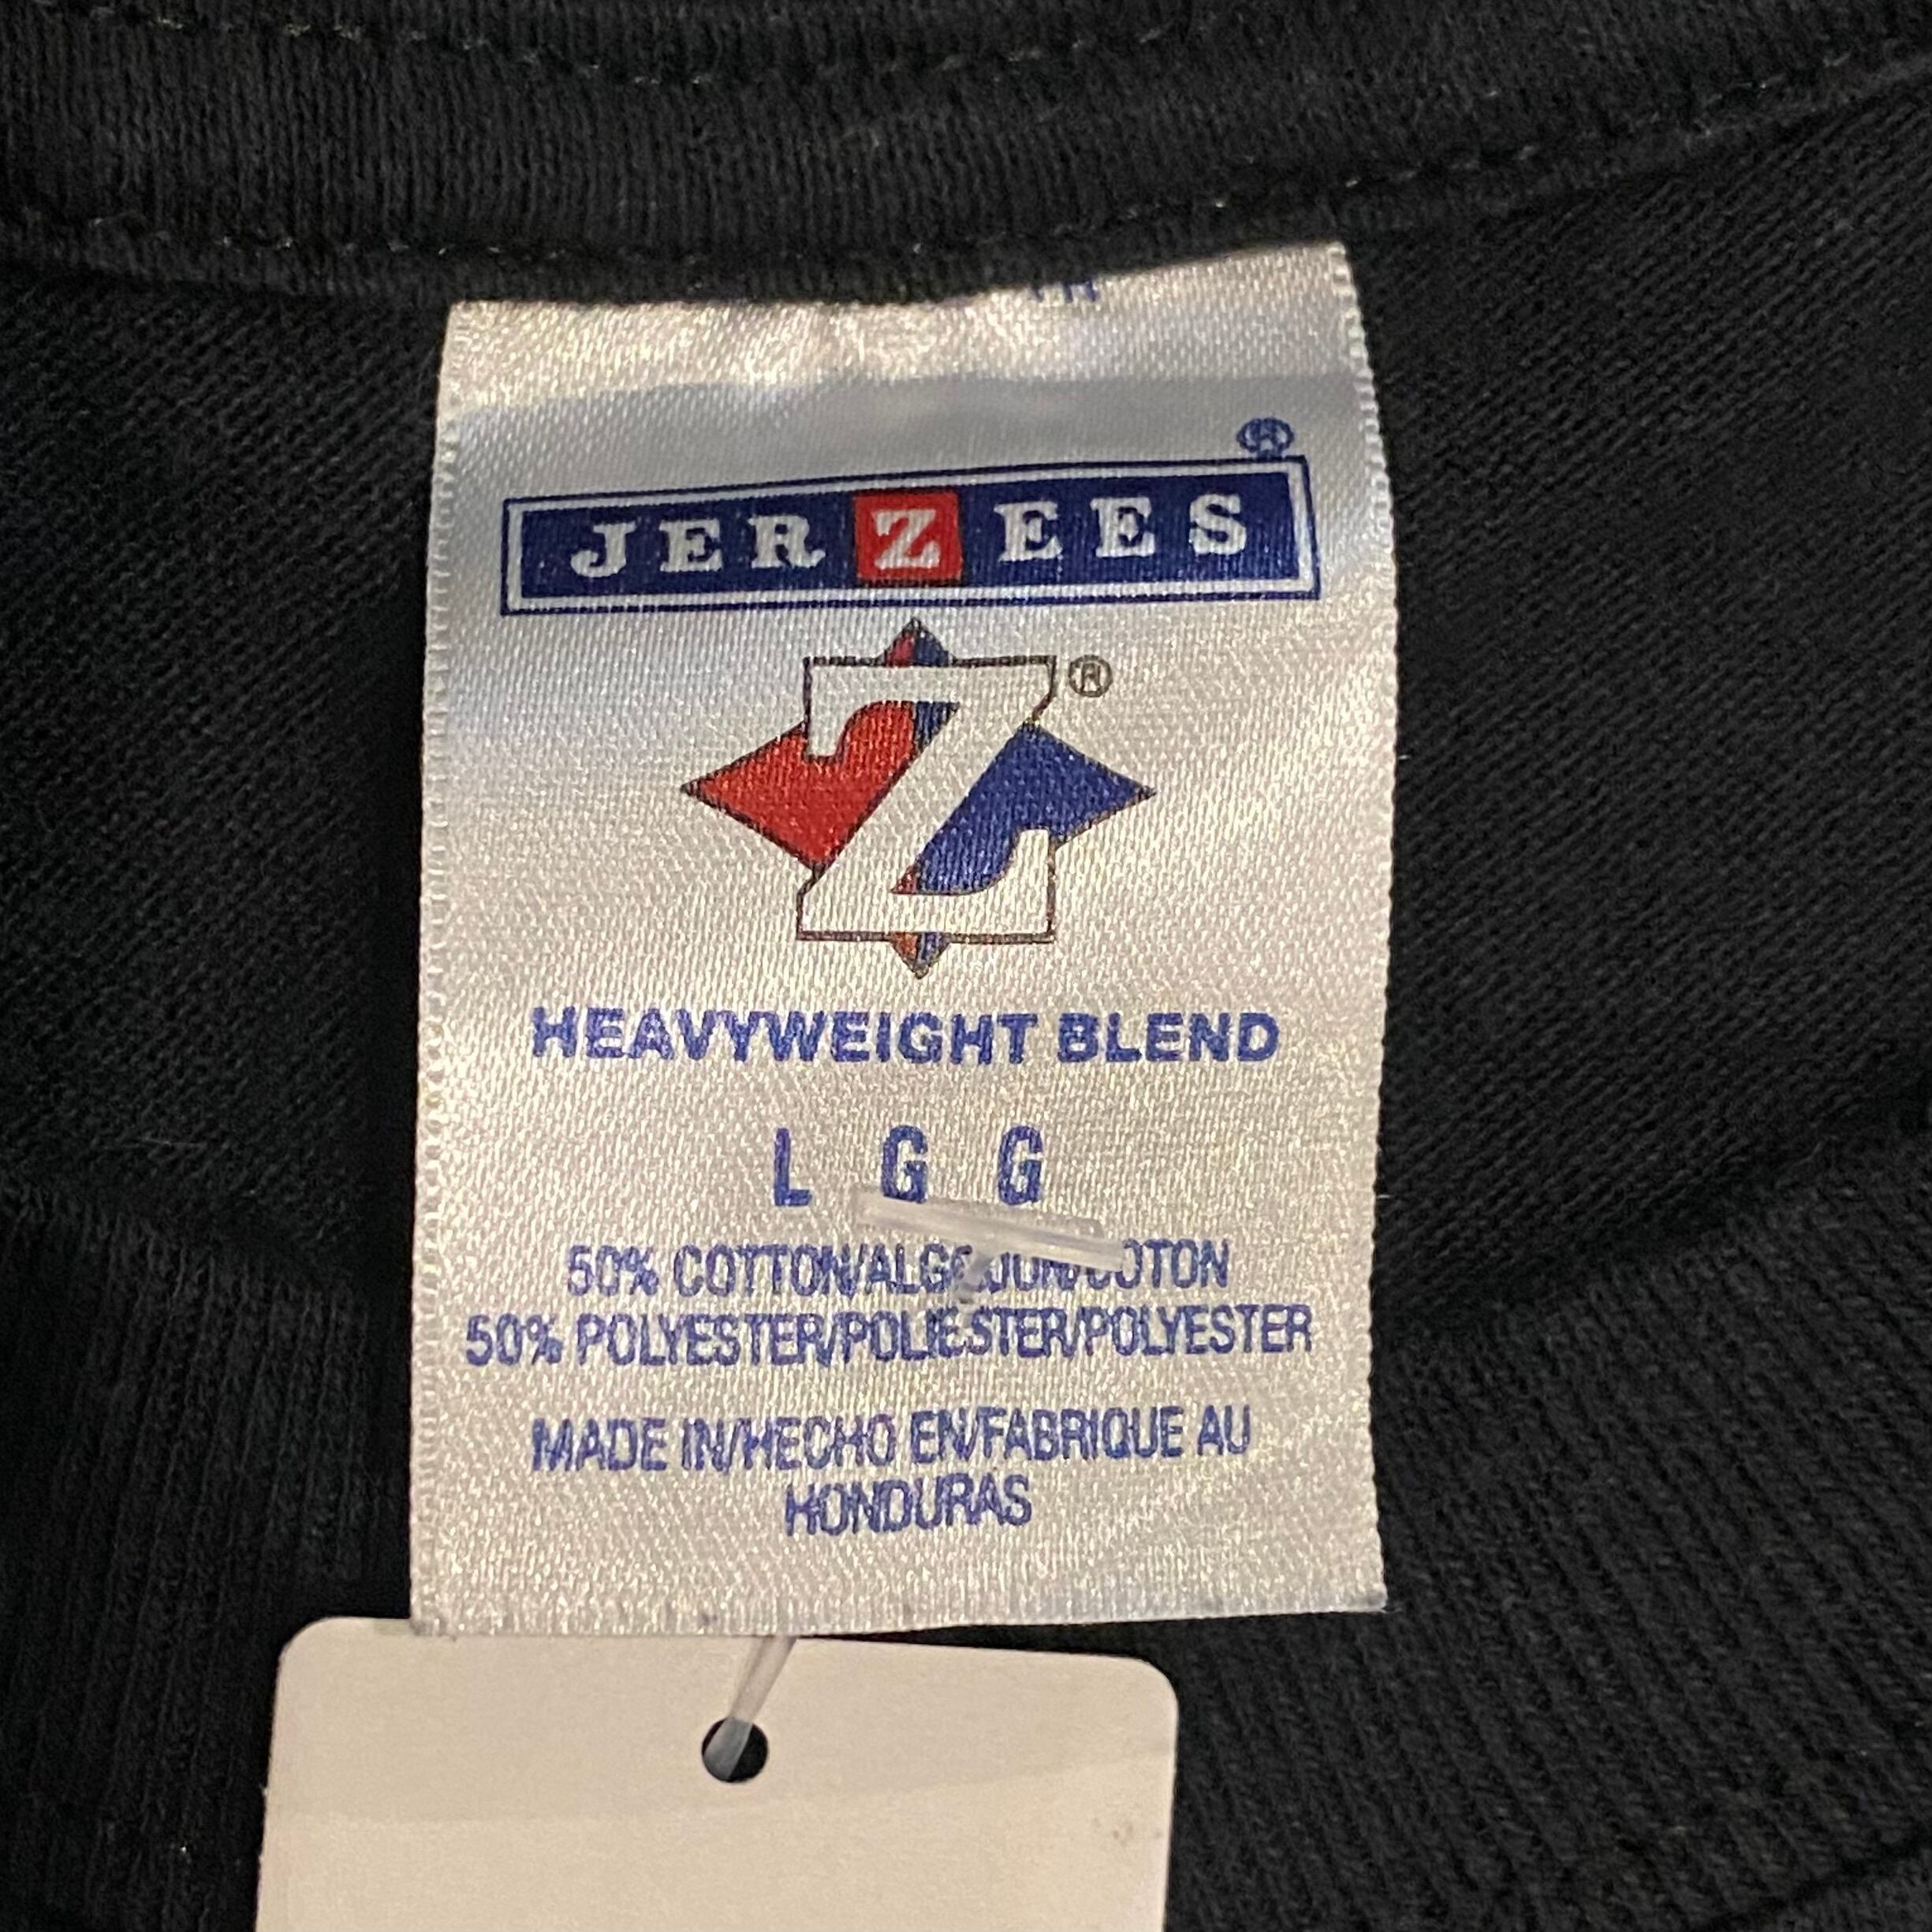 JERZEES ®
Z ®
HEAVYWEIGHT BLEND
L G G
50% COTTON/ALGODON/COTON
50% POLYESTER/POLIESTER/POLYESTER
MADE IN/HECHO EN/FABRIQUE AU
HONDURAS